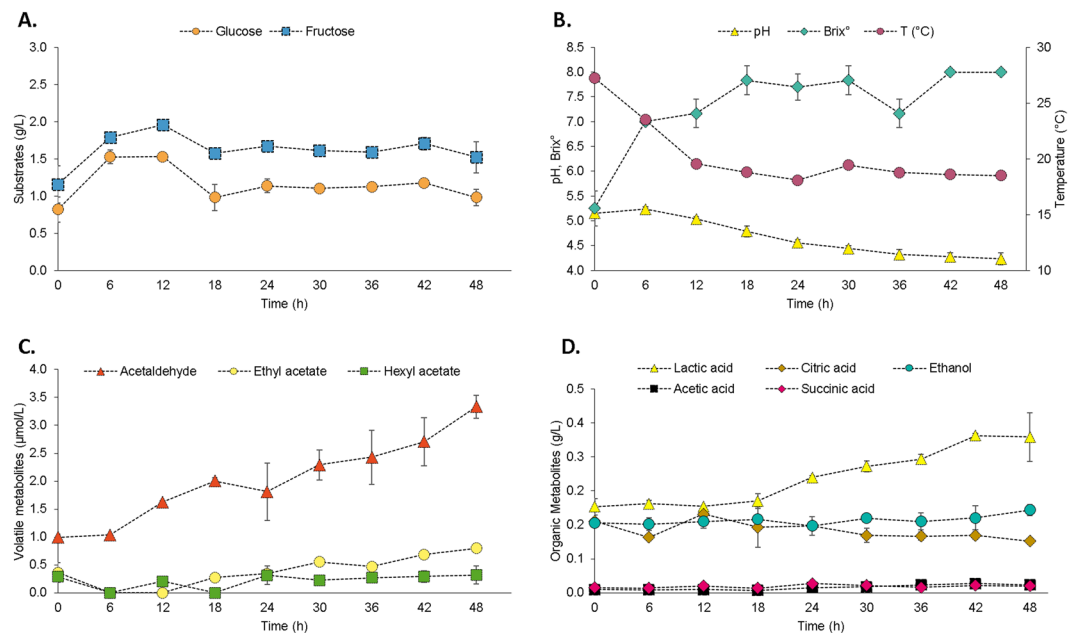 A.
Glucose Fructose
Substrates (g/L)
3.0
2.5
2.0
1.5
1.0
0.5
0.0
0 6 12 18 24 30 36 42 48
Time (h)
B.
pH Brix° T (°C)
pH, Brix°
8.5
8.0
7.5
7.0
6.5
6.0
5.5
5.0
4.5
4.0
30
25
20
15
10
Temperature (°C)
0 6 12 18 24 30 36 42 48
Time (h)
C.
Acetaldehyde Ethyl acetate Hexyl acetate
Volatile metabolites (µmol/L)
4.0
3.5
3.0
2.5
2.0
1.5
1.0
0.5
0.0
0 6 12 18 24 30 36 42 48
Time (h)
D.
Lactic acid Citric acid Ethanol
Acetic acid Succinic acid
Organic Metabolites (g/L)
0.5
0.4
0.3
0.2
0.2
0.1
0.0
0 6 12 18 24 30 36 42 48
Time (h)